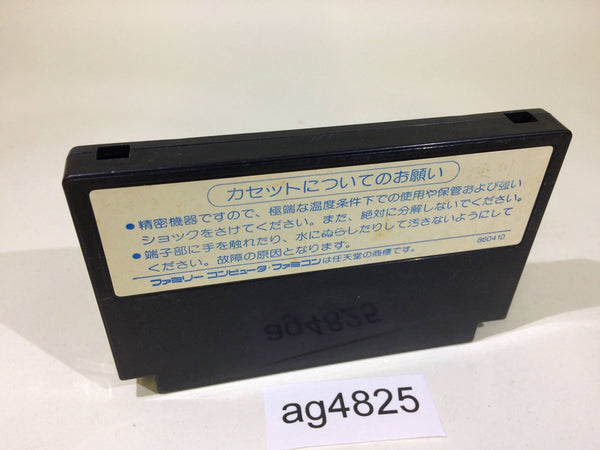 カセットについてのお願い
●精密機器ですので、極端な温度条件下での使用や保管および強い
ショックをさけてください。また、絶対に分解しないでください。
●端子部に手を触れたり、水にぬらしたりして汚さないようにして
ください。故障の原因となります。
860410
ファミリー コンピュータ・ファミコンは任天堂の商標です。
ag4825
ag4825